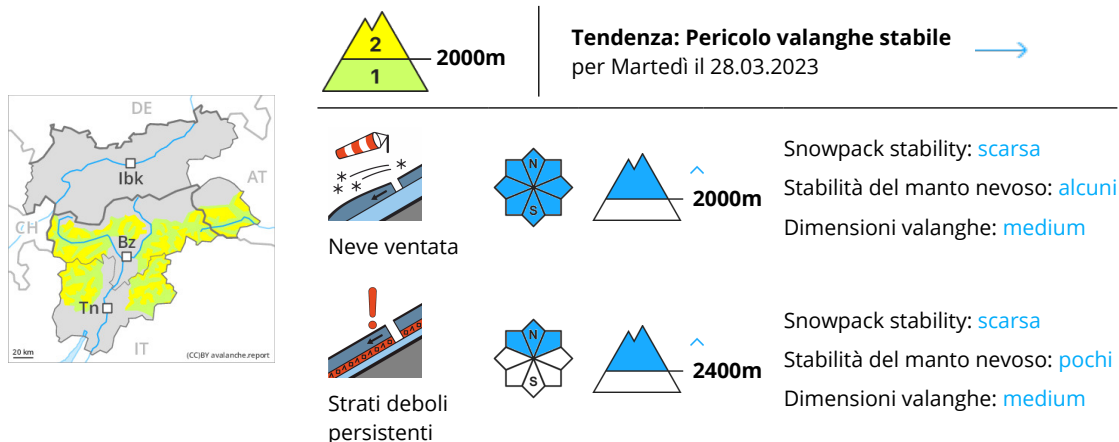 2
1
2000m
Tendenza: Pericolo valanghe stabile
per Martedì il 28.03.2023
DE
AT
CH
IT
Ibk
Bz
Tn
20 km
(CC)BY avalanche.report
Neve ventata
N
S
2000m
Snowpack stability: scarsa
Stabilità del manto nevoso: alcuni
Dimensioni valanghe: medium
Strati deboli
persistenti
N
S
2400m
Snowpack stability: scarsa
Stabilità del manto nevoso: pochi
Dimensioni valanghe: medium